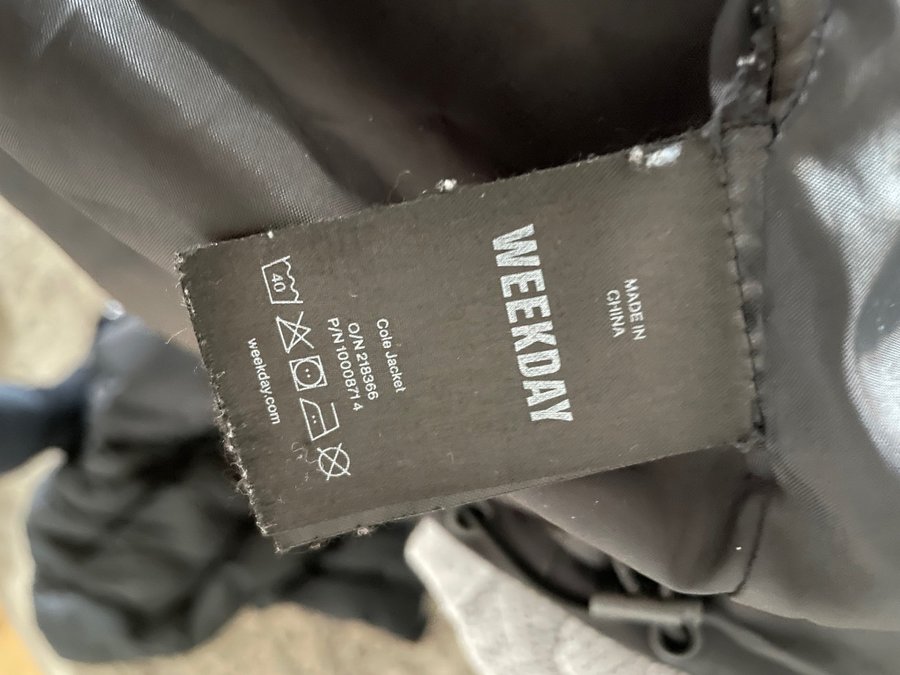 MADE IN
CHINA
WEEKDAY
Cole Jacket
O/N 218366
P/N 10008714
40
weekday.com